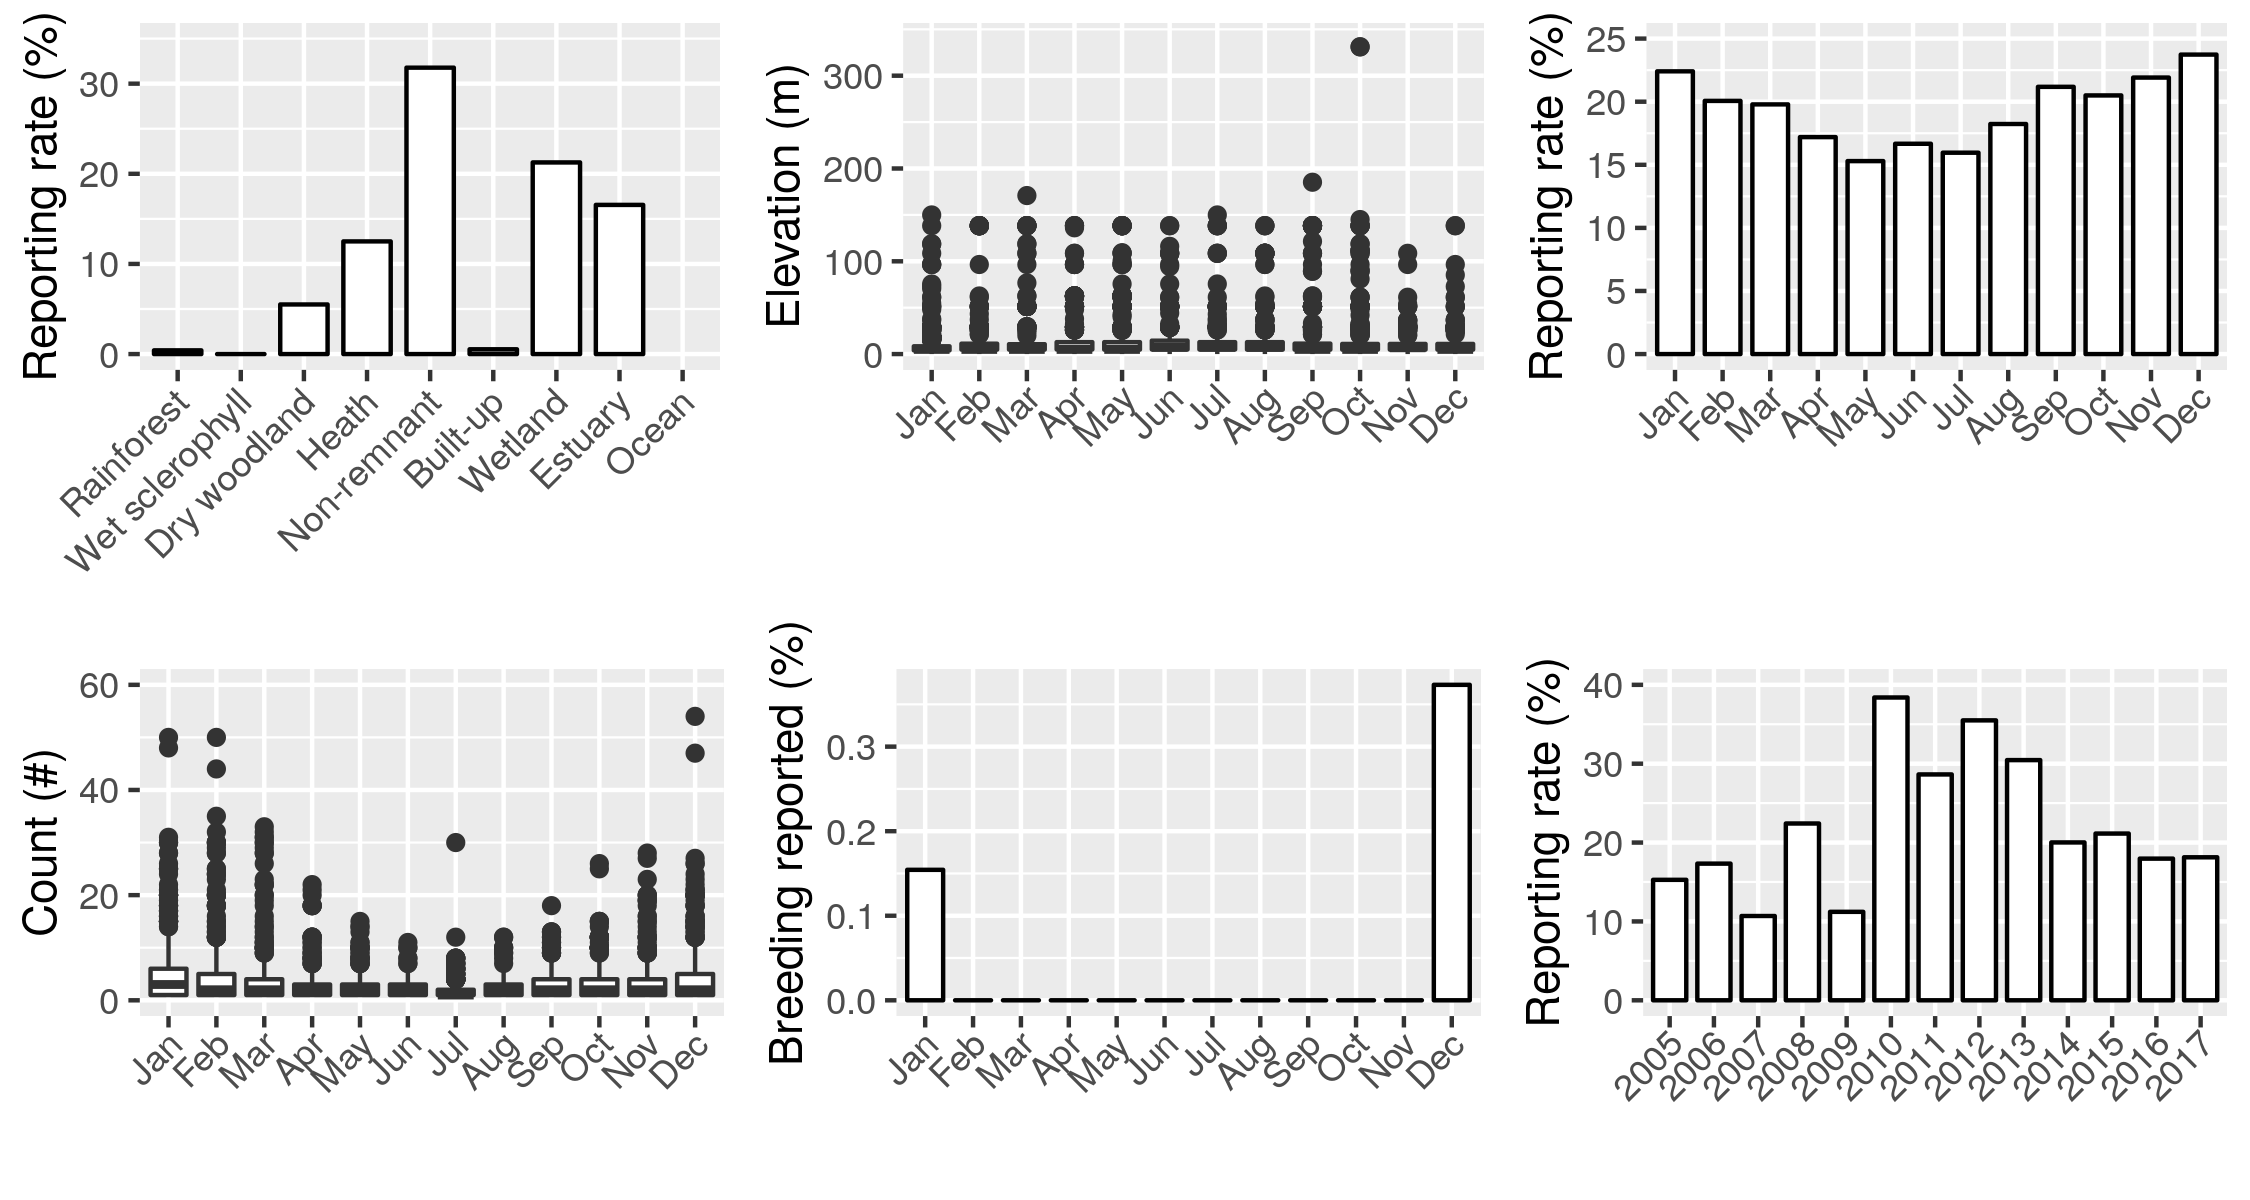 Reporting rate (%)
30
20
10
0
Rainforest
Wet sclerophyll
Dry woodland
Heath
Non-remnant
Built-up
Wetland
Estuary
Ocean
Elevation (m)
300
200
100
0
Jan
Feb
Mar
Apr
May
Jun
Jul
Aug
Sep
Oct
Nov
Dec
Reporting rate (%)
25
20
15
10
5
0
Jan
Feb
Mar
Apr
May
Jun
Jul
Aug
Sep
Oct
Nov
Dec
Count (#)
60
40
20
0
Jan
Feb
Mar
Apr
May
Jun
Jul
Aug
Sep
Oct
Nov
Dec
Breeding reported (%)
0.3
0.2
0.1
0.0
Jan
Feb
Mar
Apr
May
Jun
Jul
Aug
Sep
Oct
Nov
Dec
Reporting rate (%)
40
30
20
10
0
2005
2006
2007
2008
2009
2010
2011
2012
2013
2014
2015
2016
2017